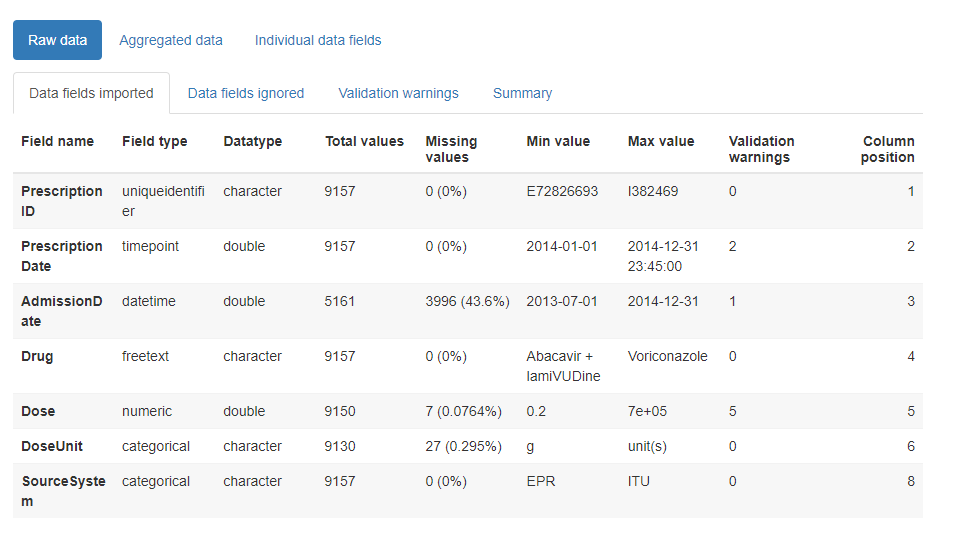 Raw data Aggregated data Individual data fields
Data fields imported Data fields ignored Validation warnings Summary
Field name Field type Datatype Total values Missing values Min value Max value Validation warnings Column position
PrescriptionID uniqueidentifier character 9157 0 (0%) E72826693 I382469 0 1
PrescriptionDate timepoint double 9157 0 (0%) 2014-01-01 2014-12-31 23:45:00 2 2
AdmissionDate datetime double 5161 3996 (43.6%) 2013-07-01 2014-12-31 1 3
Drug freetext character 9157 0 (0%) Abacavir + lamiVUDine Voriconazole 0 4
Dose numeric double 9150 7 (0.0764%) 0.2 7e+05 5 5
DoseUnit categorical character 9130 27 (0.295%) g unit(s) 0 6
SourceSystem categorical character 9157 0 (0%) EPR ITU 0 8